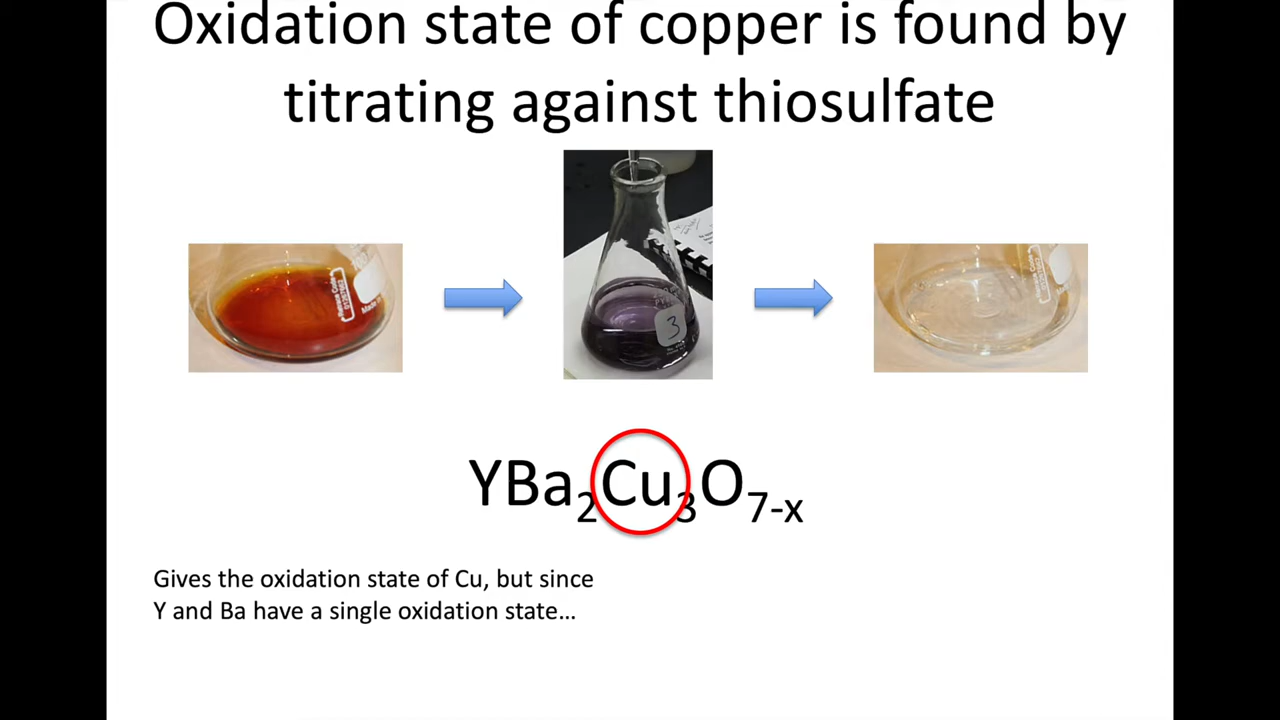 Oxidation state of copper is found by
titrating against thiosulfate
3
YBa₂Cu₃O₇₋ₓ
Gives the oxidation state of Cu, but since
Y and Ba have a single oxidation state…